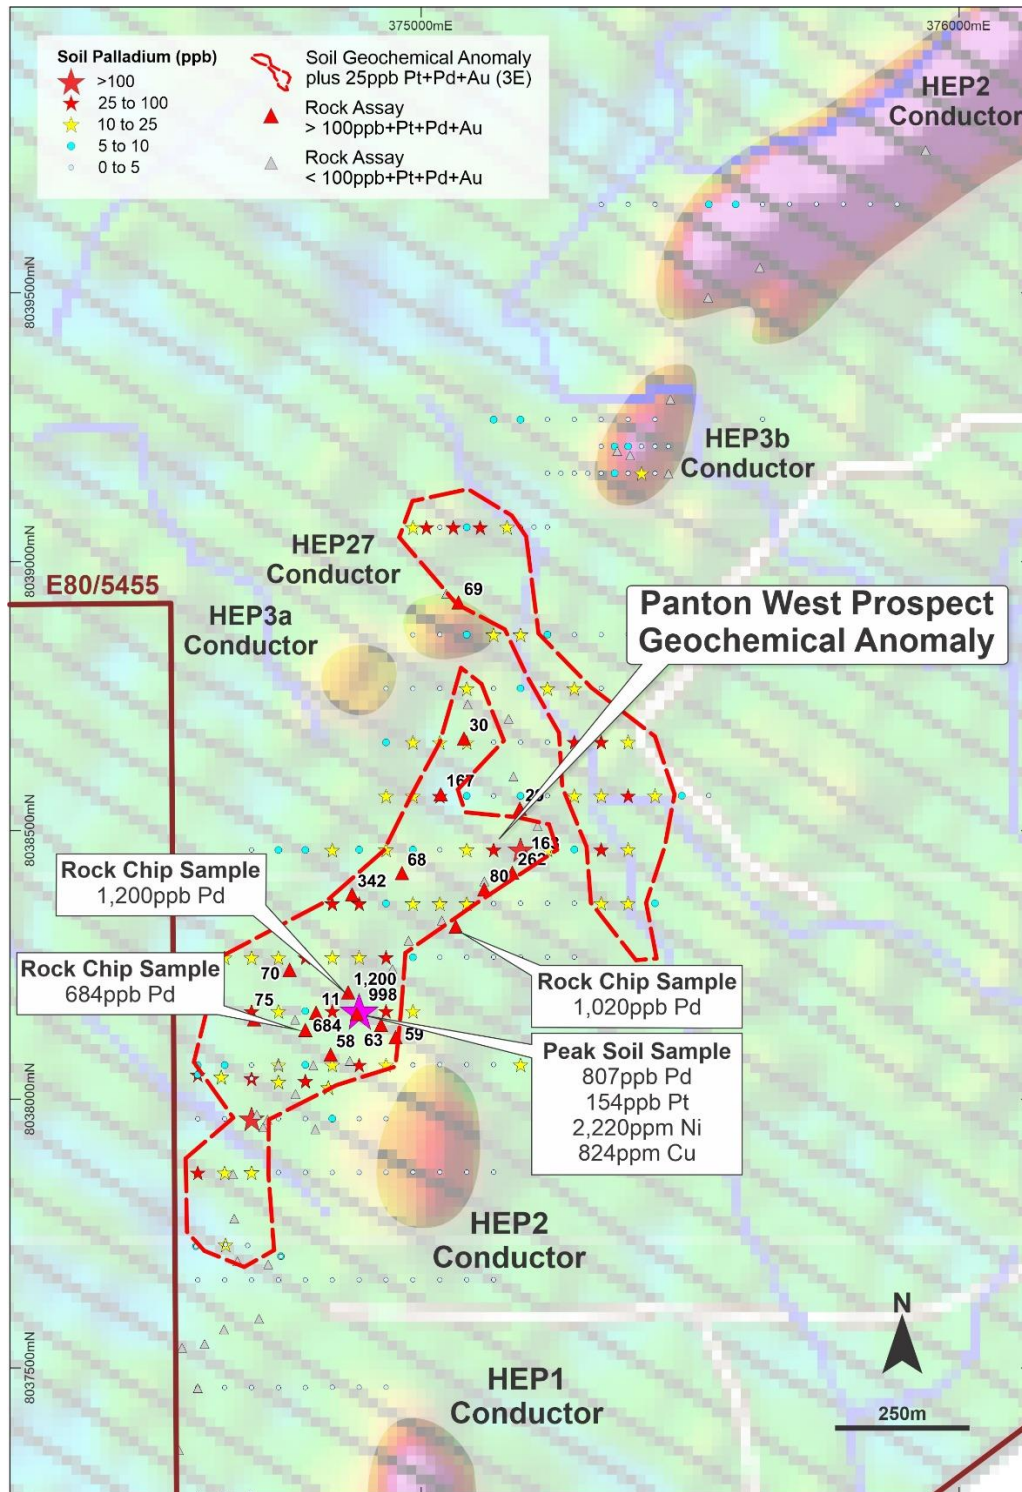 375000mE
376000mE
Soil Palladium (ppb)
>100
25 to 100
10 to 25
5 to 10
0 to 5
Soil Geochemical Anomaly
plus 25ppb Pt+Pd+Au (3E)
Rock Assay
> 100ppb+Pt+Pd+Au
Rock Assay
< 100ppb+Pt+Pd+Au
HEP2
Conductor
8039500mN
HEP3b
Conductor
HEP27
Conductor
8039000mN
E80/5455
69
HEP3a
Conductor
Panton West Prospect
Geochemical Anomaly
30
167
8038500mN
163
262
68
80
342
Rock Chip Sample
1,200ppb Pd
Rock Chip Sample
684ppb Pd
70
1,200
998
11
75
684
63
59
58
Rock Chip Sample
1,020ppb Pd
Peak Soil Sample
807ppb Pd
154ppb Pt
2,220ppm Ni
824ppm Cu
8038000mN
HEP2
Conductor
N
8037500mN
HEP1
Conductor
250m